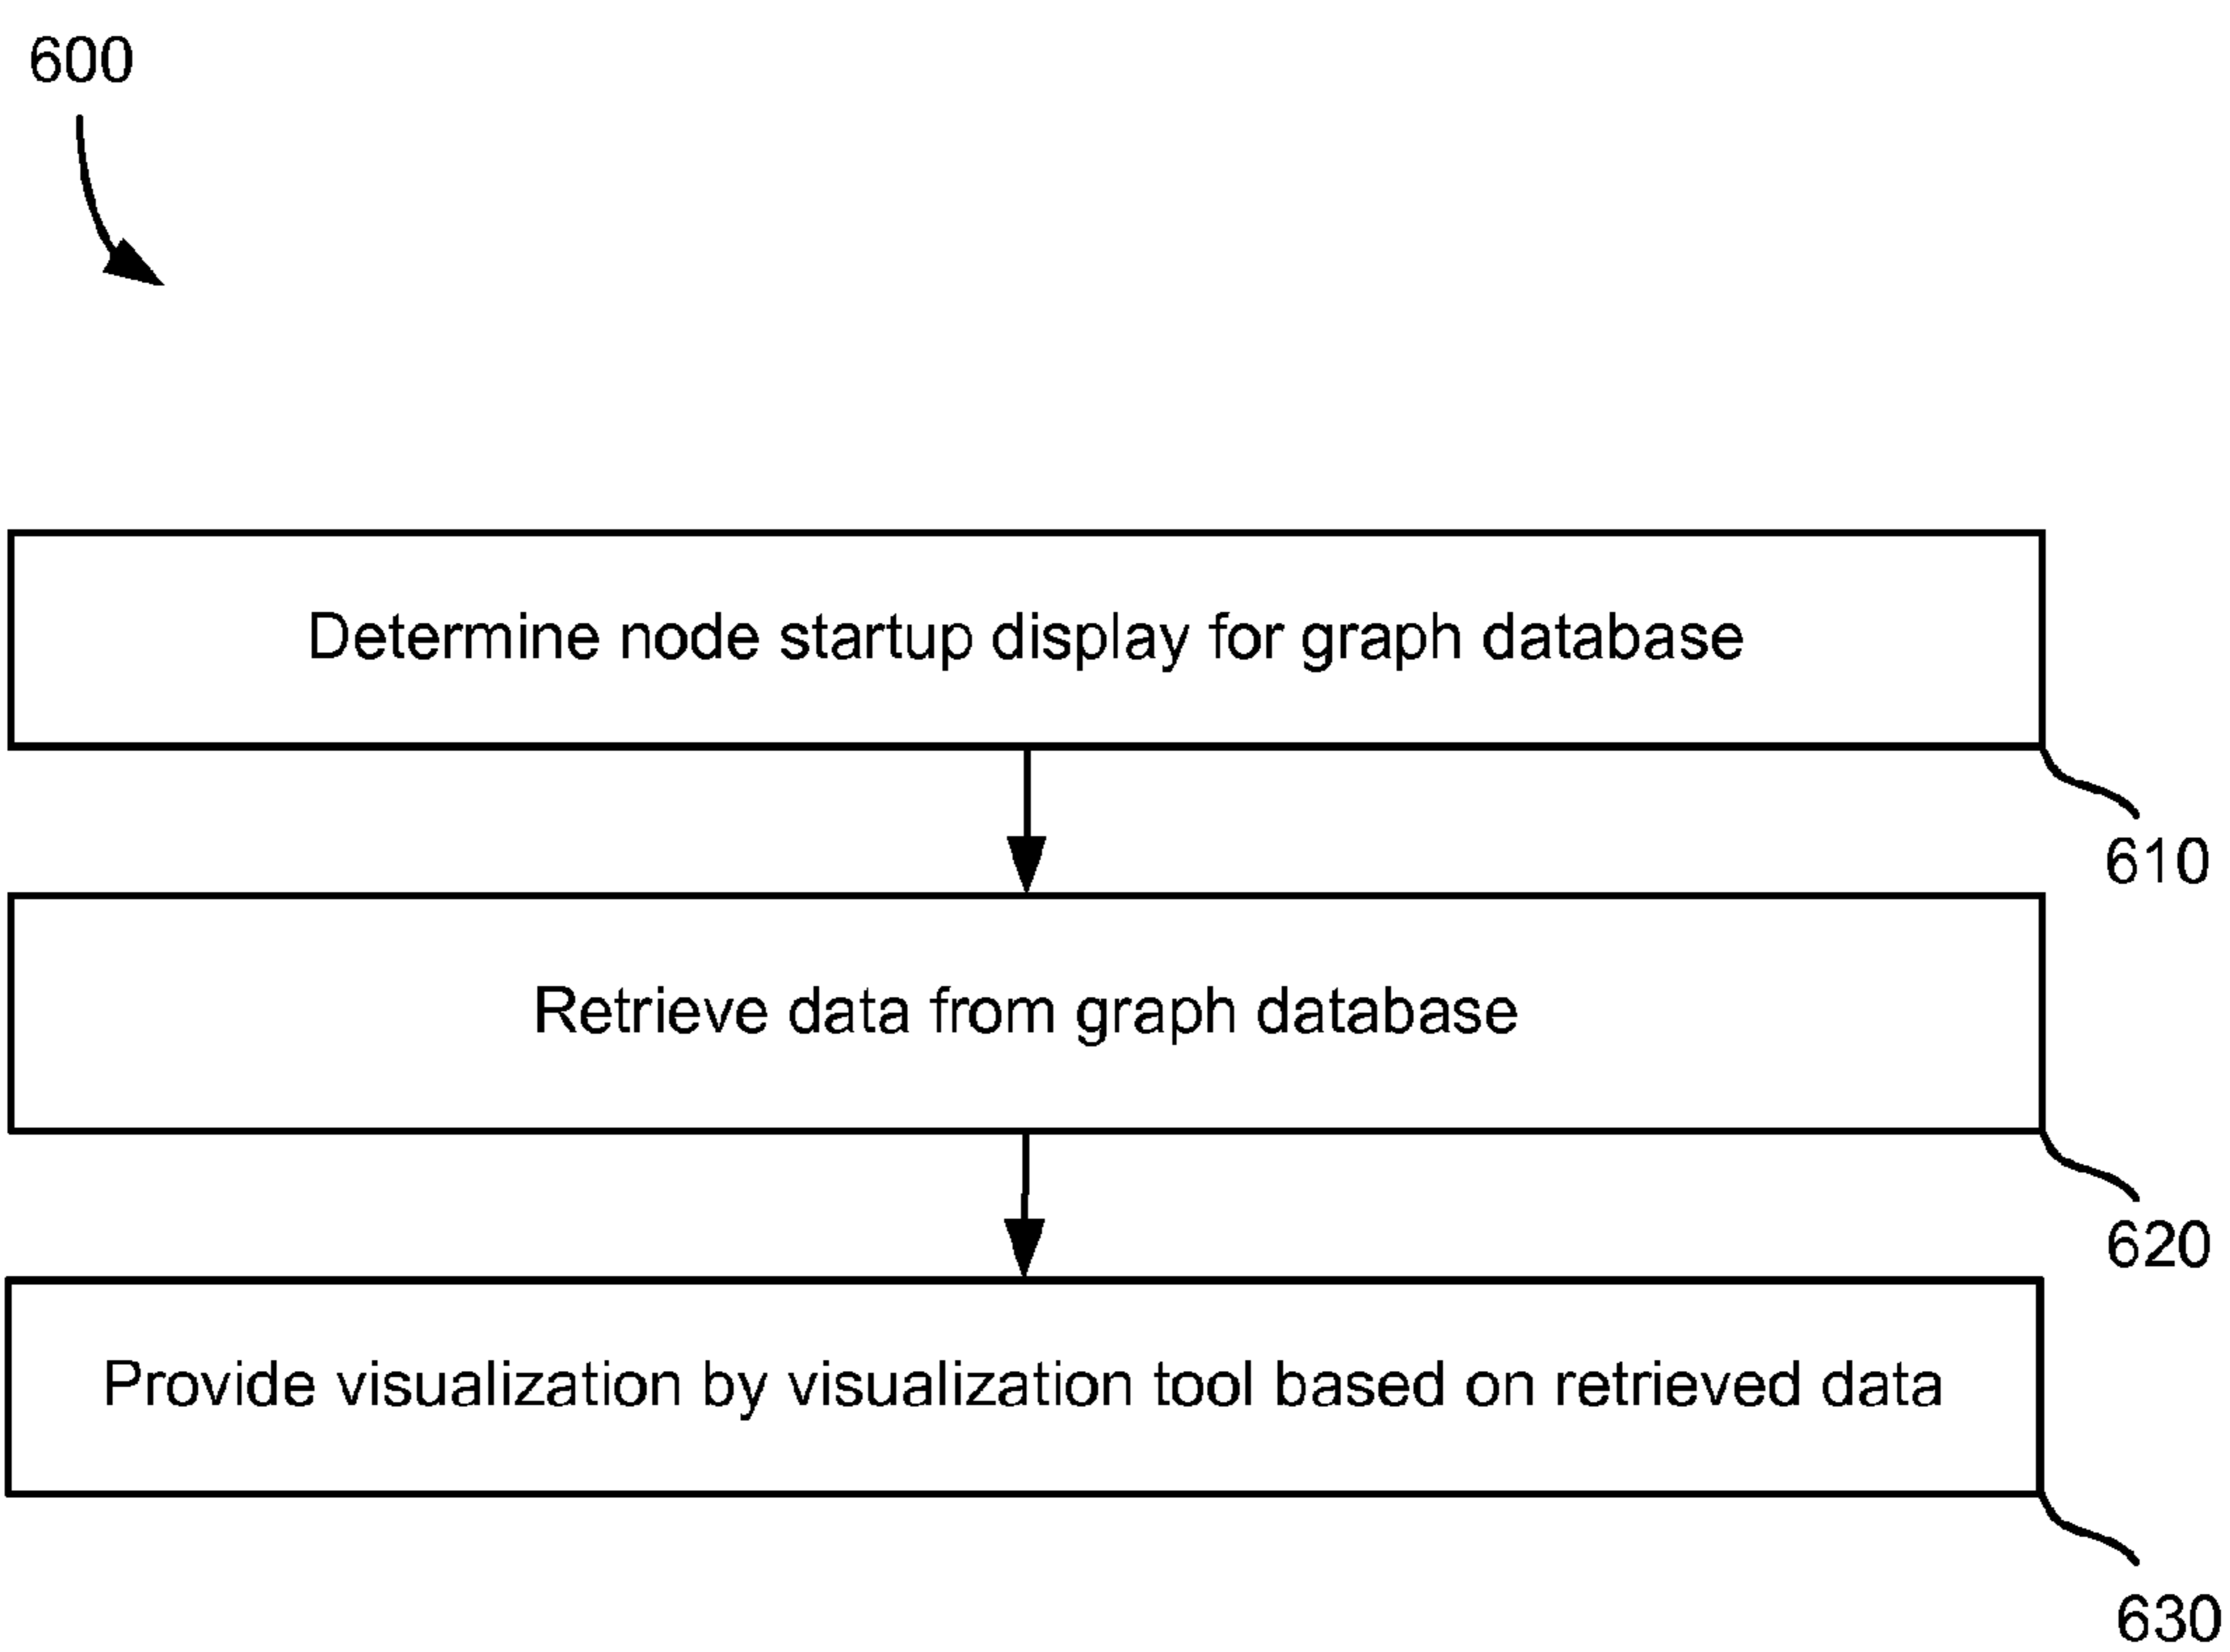 600
Determine node startup display for graph database
610
Retrieve data from graph database
620
Provide visualization by visualization tool based on retrieved data
630